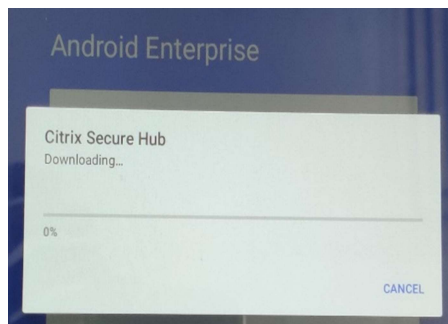 Android Enterprise
Citrix Secure Hub
Downloading...
0%
CANCEL